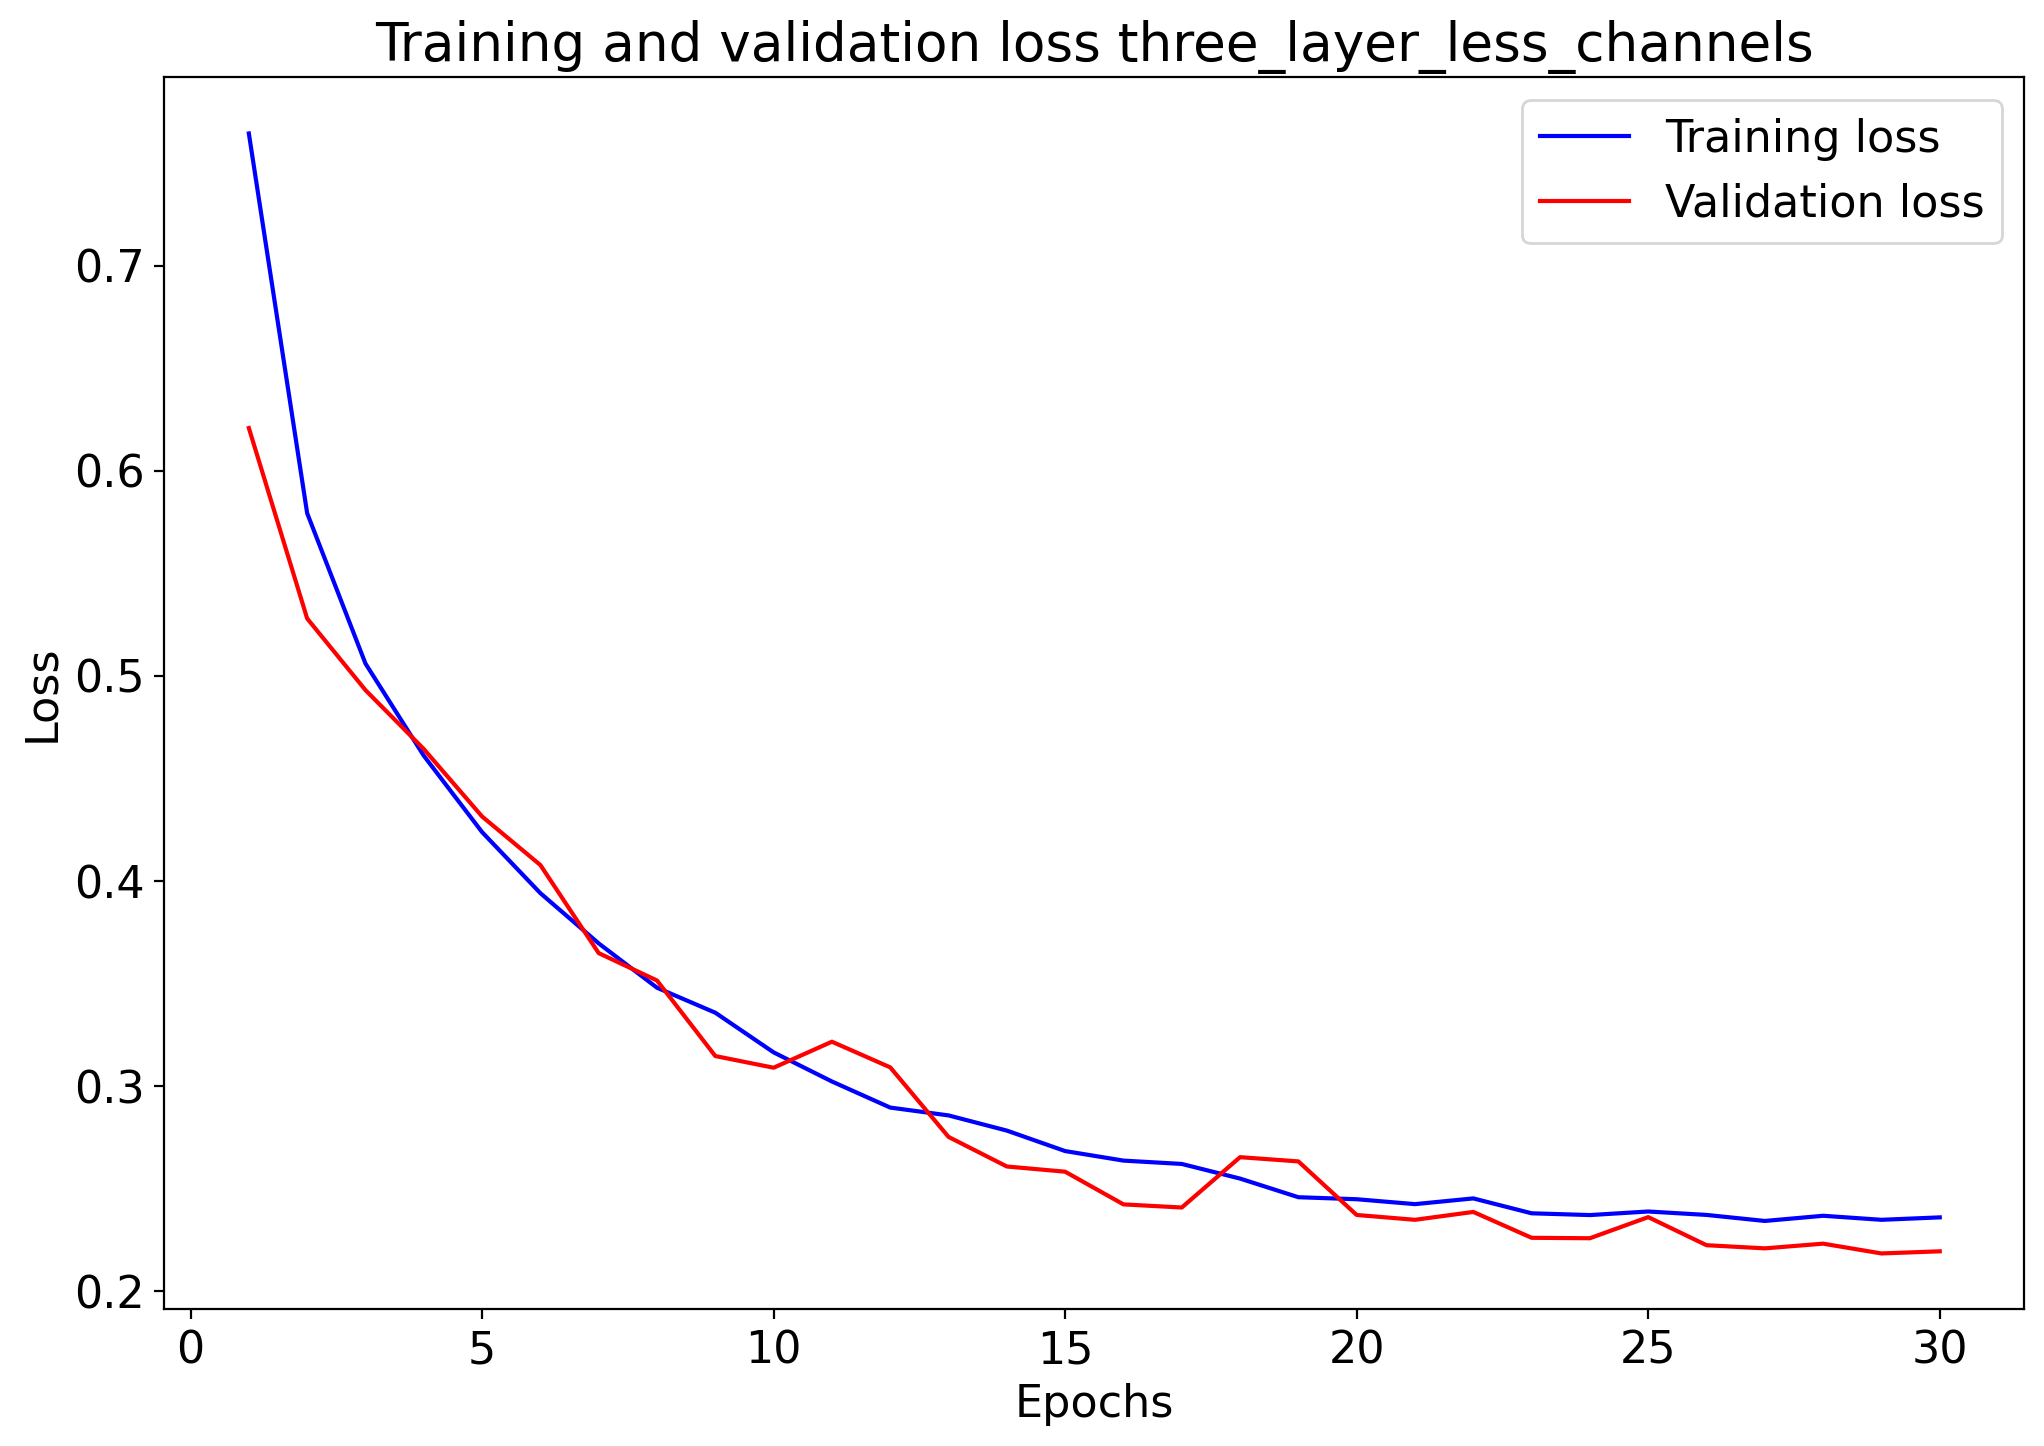 Training and validation loss three_layer_less_channels
Training loss
Validation loss
Loss
0.7
0.6
0.5
0.4
0.3
0.2
0 5 10 15 20 25 30
Epochs